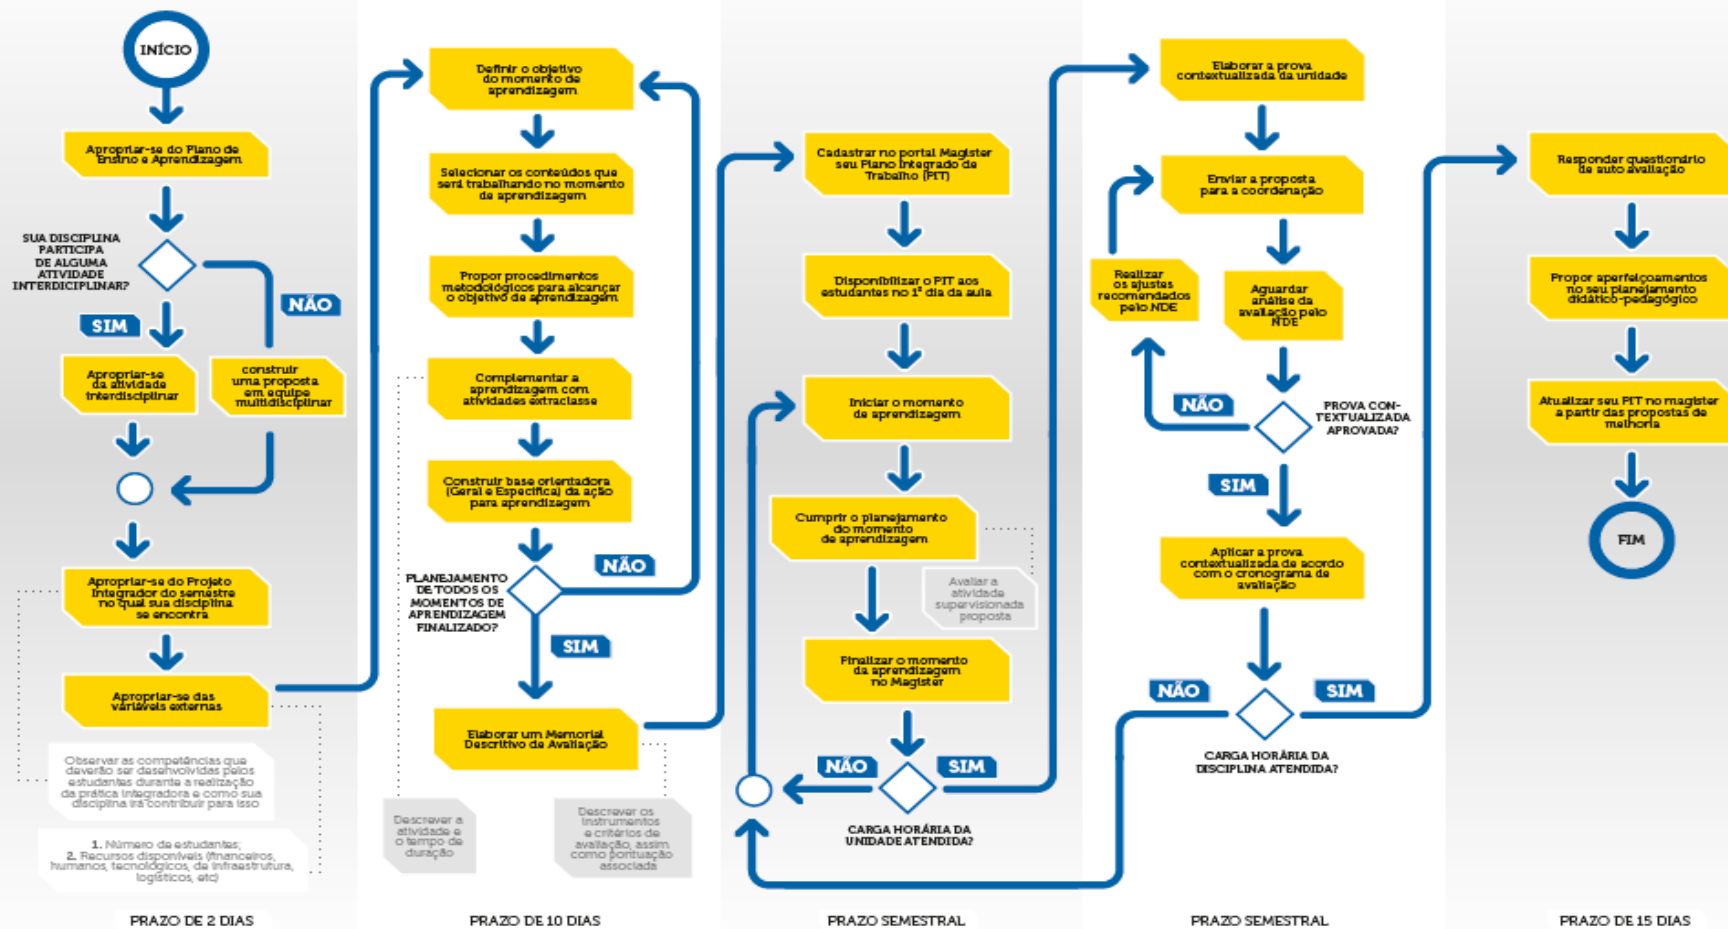 INÍCIO
Apropriar-se do Plano de
Ensino e Aprendizagem
SUA DISCIPLINA
PARTICIPA
DE ALGUMA
ATIVIDADE
INTERDICIPLINAR?
NÃO
SIM
Apropriar-se
da atividade
interdisciplinar
construir
uma proposta
em equipe
multidisciplinar
Apropriar-se do Projeto
Integrador do semestre
no qual sua disciplina
se encontra
Apropriar-se das
variáveis externas
Observar as competências que
deverão ser desenvolvidas pelos
estudantes durante a realização
da prática integradora e como sua
disciplina irá contribuir para isso
1. Número de estudantes;
2. Recursos disponíveis (financeiros,
humanos, tecnológicos, de infraestrutura,
logísticos, etc)
PRAZO DE 2 DIAS
Definir o objetivo
do momento de
aprendizagem
Selecionar os conteúdos que
será trabalhando no momento
de aprendizagem
Propor procedimentos
metodológicos para alcançar
o objetivo de aprendizagem
Complementar a
aprendizagem com
atividades extraclasse
Construir base orientadora
(Geral e Específica) da ação
para aprendizagem
PLANEJAMENTO
DE TODOS OS
MOMENTOS DE
APRENDIZAGEM
FINALIZADO?
NÃO
SIM
Elaborar um Memorial
Descritivo de Avaliação
Descrever a
atividade e
o tempo de
duração
Descrever os
instrumentos
e critérios de
avaliação, assim
como pontuação
associada
PRAZO DE 10 DIAS
Cadastrar no portal Magister
seu Plano Integrado de
Trabalho (PIT)
Disponibilizar o PIT aos
estudantes no 1º dia da aula
Iniciar o momento
de aprendizagem
Cumprir o planejamento
do momento
de aprendizagem
Avaliar a
atividade
supervisionada
proposta
Finalizar o momento
da aprendizagem
no Magister
NÃO
SIM
CARGA HORÁRIA DA
UNIDADE ATENDIDA?
PRAZO SEMESTRAL
Elaborar a prova
contextualizada da unidade
Enviar a proposta
para a coordenação
Realizar
os ajustes
recomendados
pelo NDE
Aguardar
análise da
avaliação pelo
NDE
NÃO
PROVA CON-
TEXTUALIZADA
APROVADA?
SIM
Aplicar a prova
contextualizada de acordo
com o cronograma de
avaliação
NÃO
SIM
CARGA HORÁRIA DA
DISCIPLINA ATENDIDA?
PRAZO SEMESTRAL
Responder questionário
de auto avaliação
Propor aperfeiçoamentos
no seu planejamento
didático-pedagógico
Atualizar seu PIT no magister
a partir das propostas de
melhoria
FIM
PRAZO DE 15 DIAS